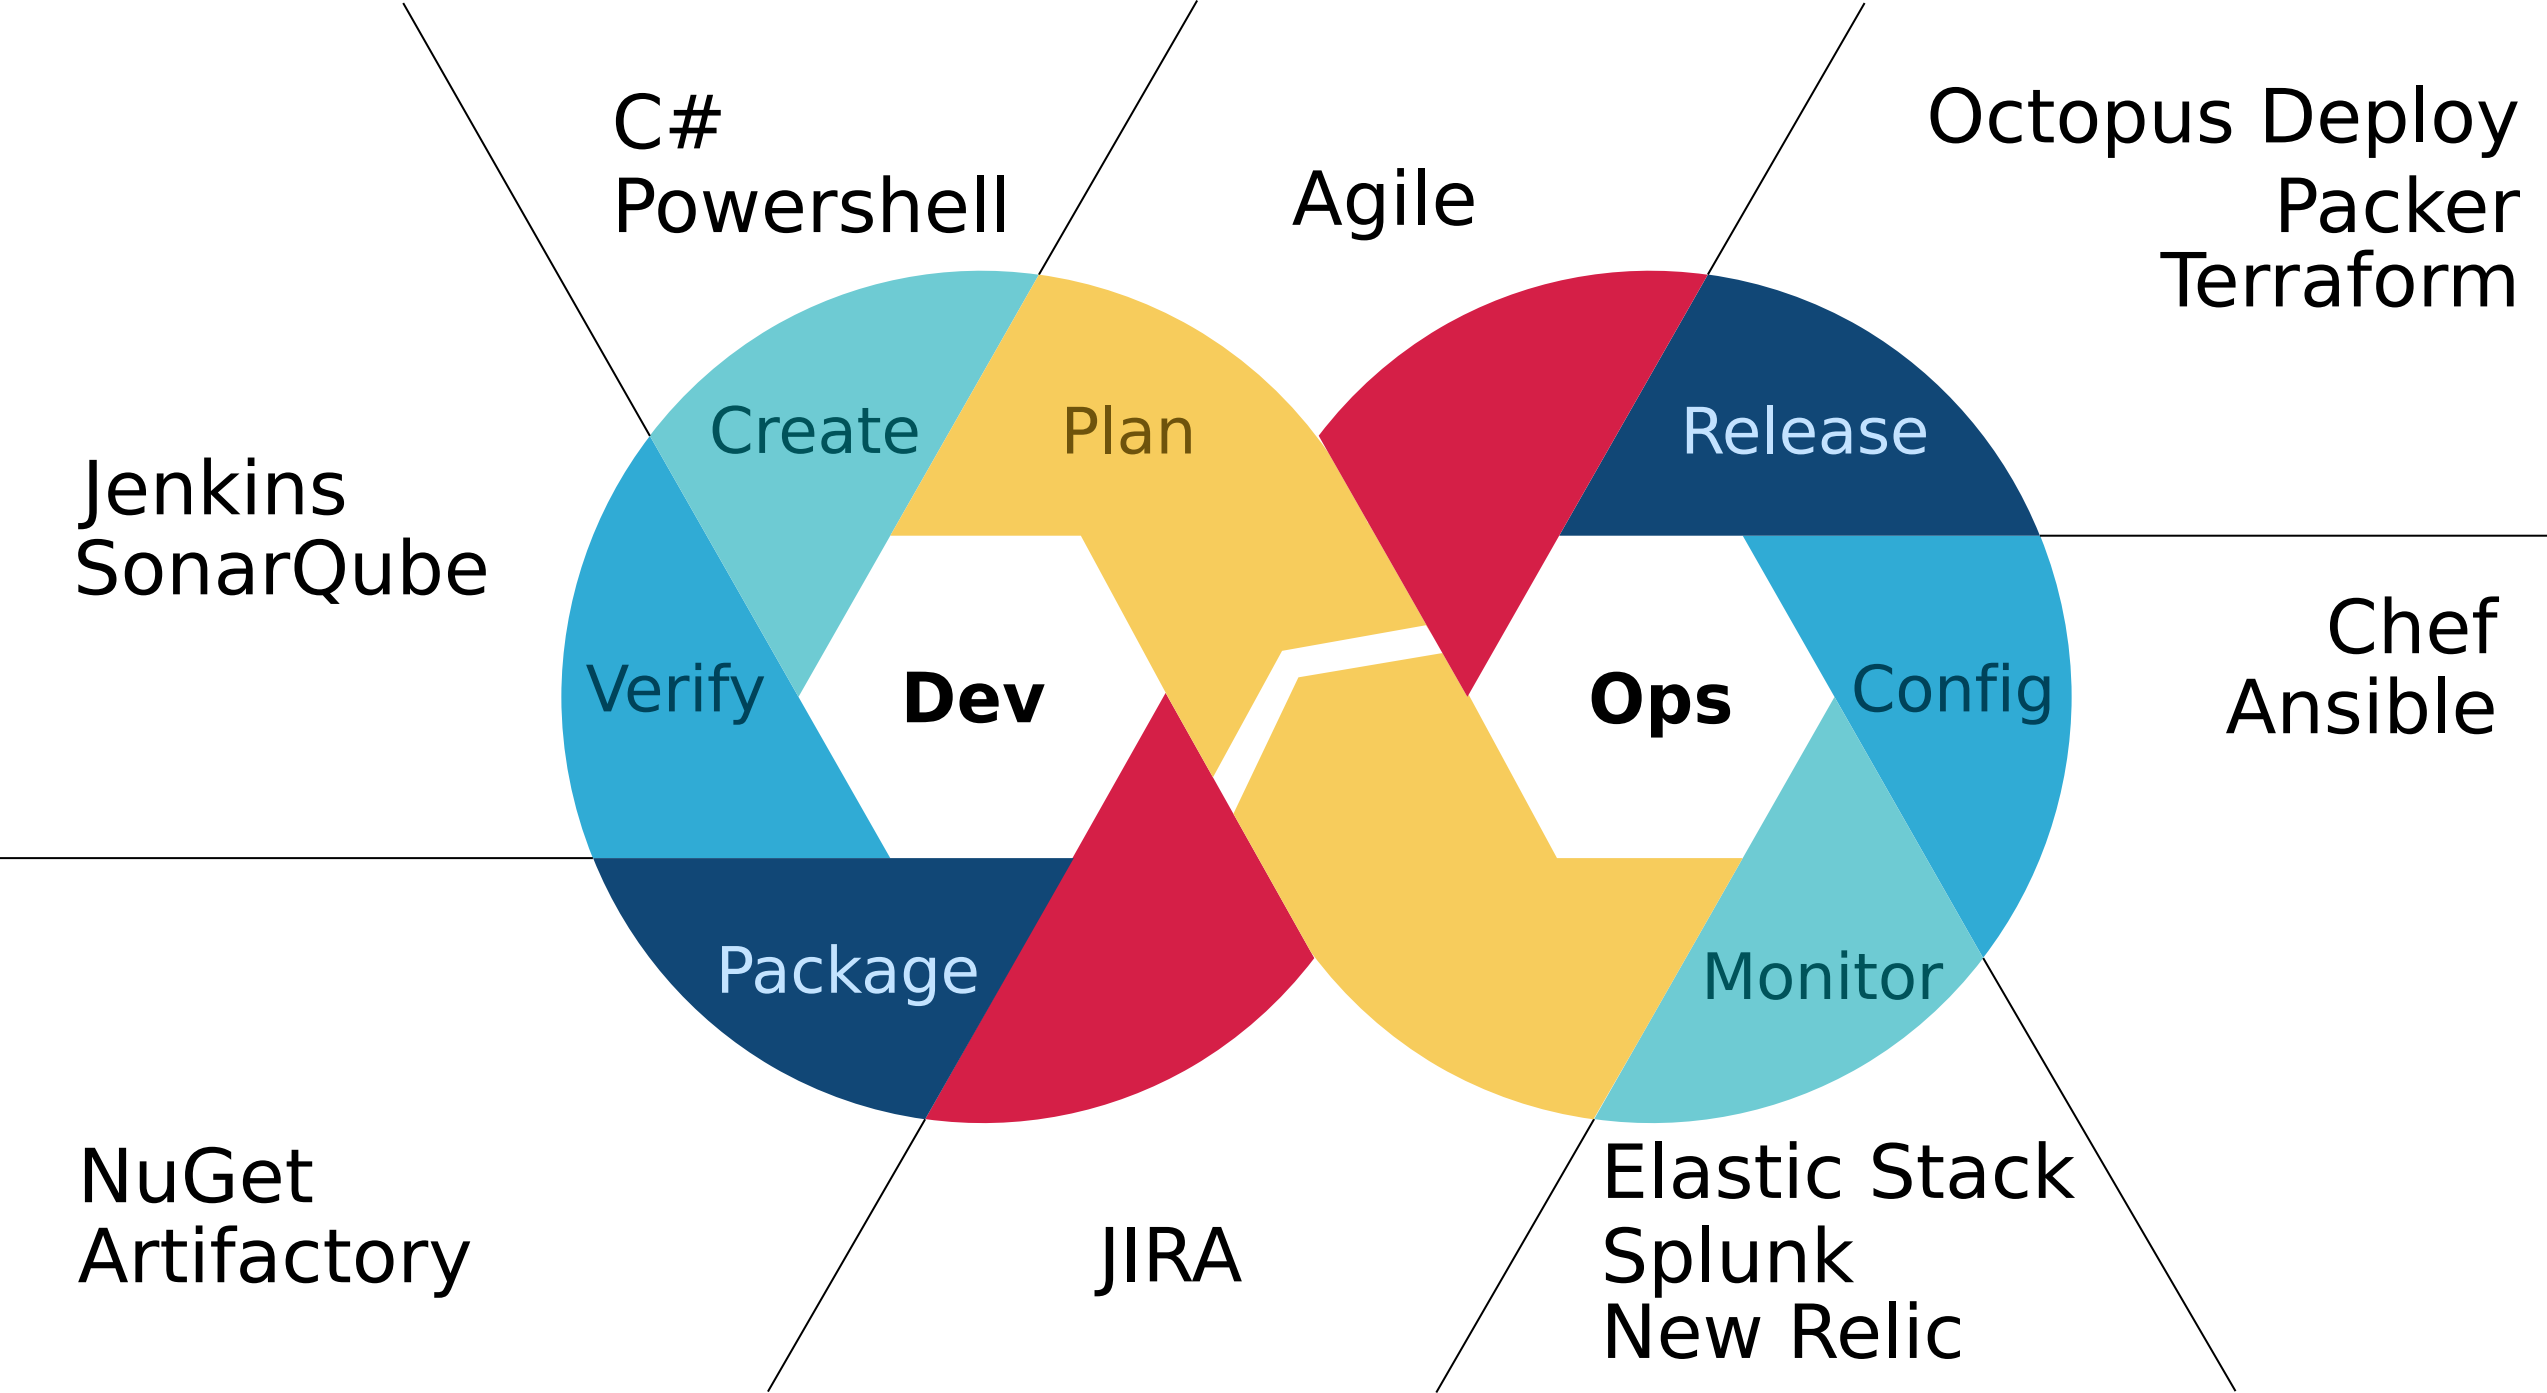 C#
Powershell
Agile
Octopus Deploy
Packer
Terraform
Create
Plan
Release
Jenkins
SonarQube
Verify
Dev
Ops
Config
Chef
Ansible
Package
Monitor
NuGet
Artifactory
JIRA
Elastic Stack
Splunk
New Relic